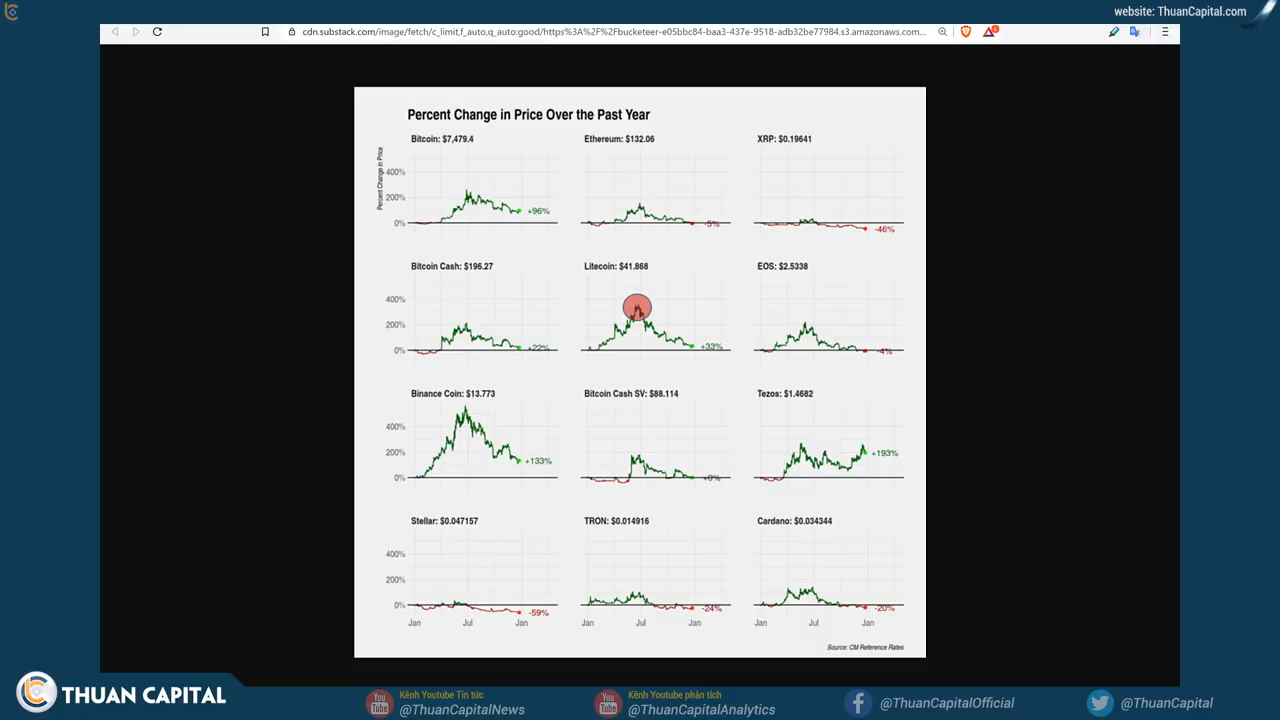 website: ThuanCapital.com
cdn.substack.com/image/fetch/c_limit,f_auto,q_auto:good/https%3A%2F%2Fbucketeer-e05bbc84-baa3-437e-9518-adb32be77984.s3.amazonaws.com...
Percent Change in Price Over the Past Year
Bitcoin: $7,479.4
Ethereum: $132.06
XRP: $0.19641
Percent Change in Price
400%
200%
0%
+96%
-5%
-46%
Bitcoin Cash: $196.27
Litecoin: $41.868
EOS: $2.5338
400%
200%
0%
+22%
+33%
-4%
Binance Coin: $13.773
Bitcoin Cash SV: $88.114
Tezos: $1.4682
400%
200%
0%
+133%
+0%
+193%
Stellar: $0.047157
TRON: $0.014916
Cardano: $0.034344
400%
200%
0%
-59%
-24%
-20%
Jan Jul Jan
Jan Jul Jan
Jan Jul Jan
Source: CM Reference Rates
THUAN CAPITAL
You Tube
Kênh Youtube Tin tức
@ThuanCapitalNews
You Tube
Kênh Youtube phân tích
@ThuanCapitalAnalytics
@ThuanCapitalOfficial
@ThuanCapital